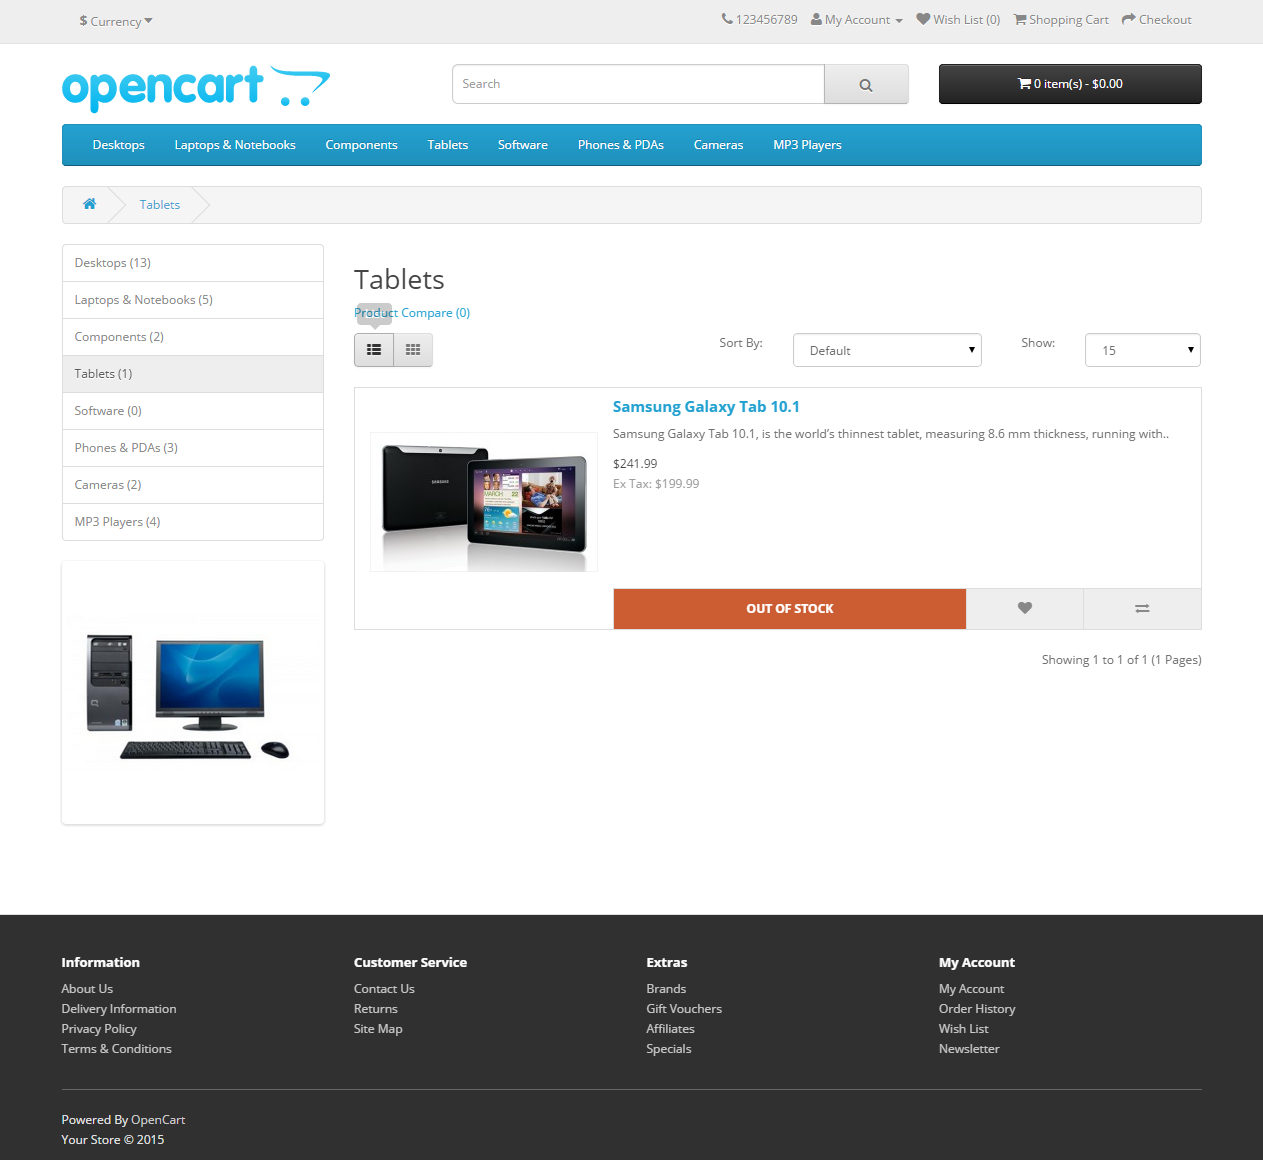 $ Currency
123456789 My Account Wish List (0) Shopping Cart Checkout
opencart
Search
0 item(s) - $0.00
Desktops Laptops & Notebooks Components Tablets Software Phones & PDAs Cameras MP3 Players
Tablets
Desktops (13)
Laptops & Notebooks (5)
Components (2)
Tablets (1)
Software (0)
Phones & PDAs (3)
Cameras (2)
MP3 Players (4)
Tablets
Product Compare (0)
Sort By: Default Show: 15
Samsung Galaxy Tab 10.1
Samsung Galaxy Tab 10.1, is the world’s thinnest tablet, measuring 8.6 mm thickness, running with..
$241.99
Ex Tax: $199.99
SAMSUNG
MARCH 22
OUT OF STOCK
Showing 1 to 1 of 1 (1 Pages)
Information
About Us
Delivery Information
Privacy Policy
Terms & Conditions
Customer Service
Contact Us
Returns
Site Map
Extras
Brands
Gift Vouchers
Affiliates
Specials
My Account
My Account
Order History
Wish List
Newsletter
Powered By OpenCart
Your Store © 2015